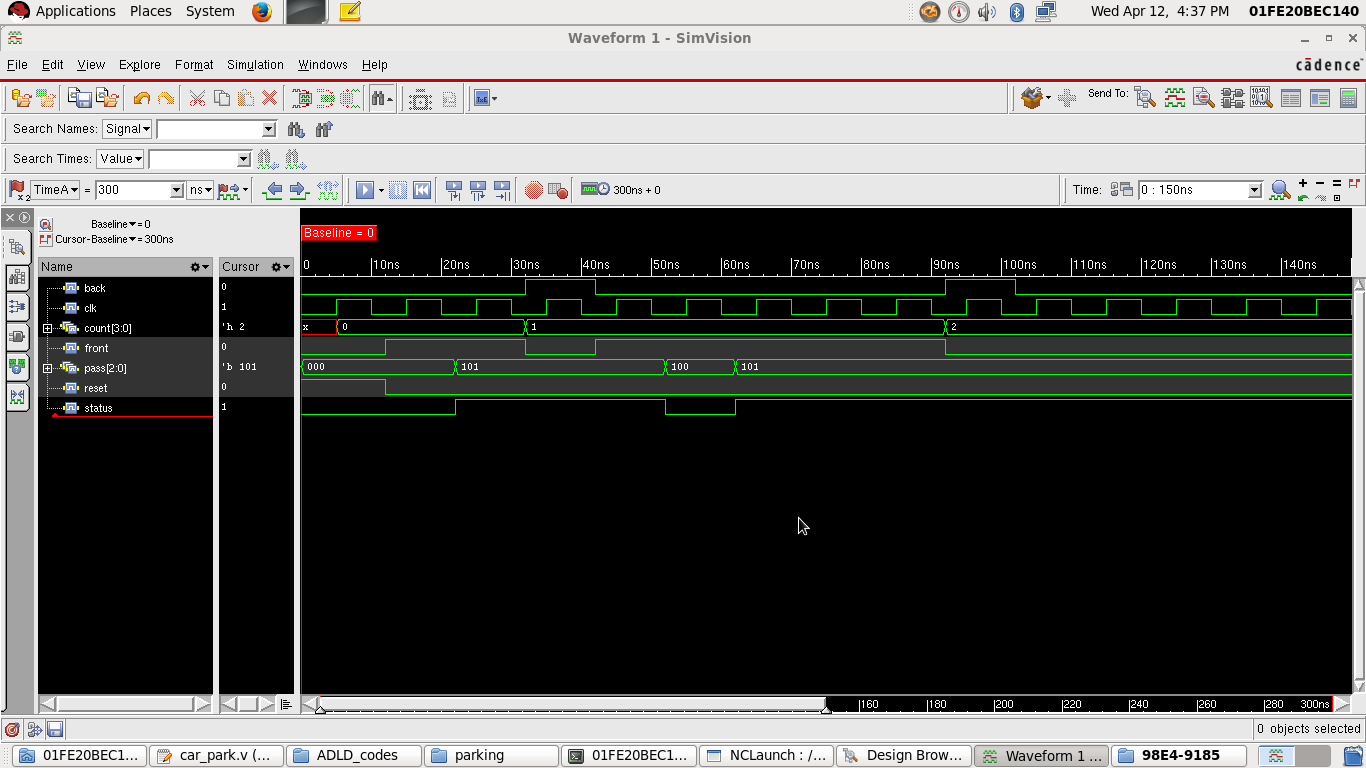 Applications Places System Wed Apr 12, 4:37 PM 01FE20BEC140
Waveform 1 - SimVision
File Edit View Explore Format Simulation Windows Help cādence
Send To:
Search Names: Signal
Search Times: Value
x2 TimeA = 300 ns 300ns + 0 Time: 0 : 150ns
Baseline = 0
Cursor-Baseline = 300ns
Baseline = 0
Name Cursor 0 10ns 20ns 30ns 40ns 50ns 60ns 70ns 80ns 90ns 100ns 110ns 120ns 130ns 140ns
back 0
clk 1
count[3:0] 'h 2 x 0 1 2
front 0
pass[2:0] 'b 101 000 101 100 101
reset 0
status 1
160 180 200 220 240 260 280 300ns
0 objects selected
01FE20BEC1... car_park.v (... ADLD_codes parking 01FE20BEC1... NCLaunch : /... Design Brow... Waveform 1 ... 98E4-9185